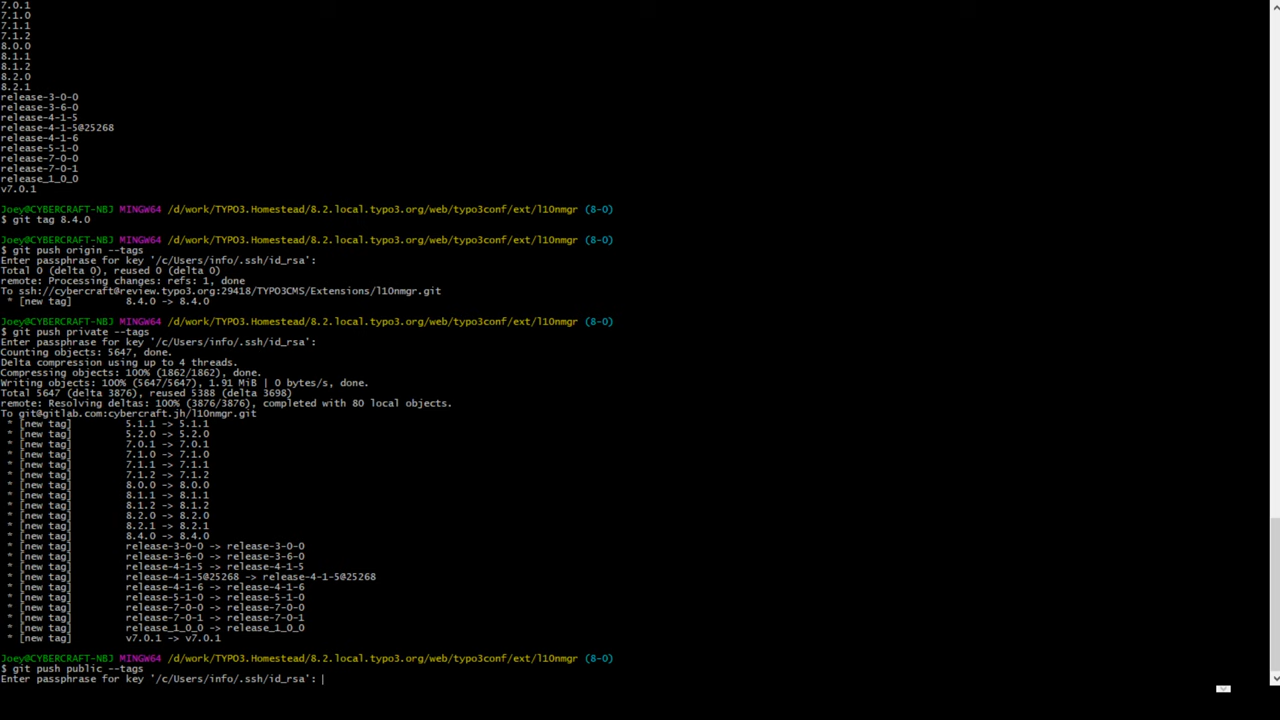 7.0.1
7.1.0
7.1.1
7.1.2
8.0.0
8.1.1
8.1.2
8.2.0
8.2.1
release-3-0-0
release-3-6-0
release-4-1-5
release-4-1-5@25268
release-4-1-6
release-5-1-0
release-7-0-0
release-7-0-1
release_1_0_0
v7.0.1
Joey@CYBERCRAFT-NBJ MINGW64 /d/work/TYPO3.Homestead/8.2.local.typo3.org/web/typo3conf/ext/l10nmgr (8-0)
$ git tag 8.4.0
Joey@CYBERCRAFT-NBJ MINGW64 /d/work/TYPO3.Homestead/8.2.local.typo3.org/web/typo3conf/ext/l10nmgr (8-0)
$ git push origin --tags
Enter passphrase for key '/c/Users/info/.ssh/id_rsa':
Total 0 (delta 0), reused 0 (delta 0)
remote: Processing changes: refs: 1, done
To ssh://cybercraft@review.typo3.org:29418/TYPO3CMS/Extensions/l10nmgr.git
 * [new tag]         8.4.0 -> 8.4.0
Joey@CYBERCRAFT-NBJ MINGW64 /d/work/TYPO3.Homestead/8.2.local.typo3.org/web/typo3conf/ext/l10nmgr (8-0)
$ git push private --tags
Enter passphrase for key '/c/Users/info/.ssh/id_rsa':
Counting objects: 5647, done.
Delta compression using up to 4 threads.
Compressing objects: 100% (1862/1862), done.
Writing objects: 100% (5647/5647), 1.91 MiB | 0 bytes/s, done.
Total 5647 (delta 3876), reused 5388 (delta 3698)
remote: Resolving deltas: 100% (3876/3876), completed with 80 local objects.
To git@gitlab.com:cybercraft.jh/l10nmgr.git
 * [new tag]         5.1.1 -> 5.1.1
 * [new tag]         5.2.0 -> 5.2.0
 * [new tag]         7.0.1 -> 7.0.1
 * [new tag]         7.1.0 -> 7.1.0
 * [new tag]         7.1.1 -> 7.1.1
 * [new tag]         7.1.2 -> 7.1.2
 * [new tag]         8.0.0 -> 8.0.0
 * [new tag]         8.1.1 -> 8.1.1
 * [new tag]         8.1.2 -> 8.1.2
 * [new tag]         8.2.0 -> 8.2.0
 * [new tag]         8.2.1 -> 8.2.1
 * [new tag]         8.4.0 -> 8.4.0
 * [new tag]         release-3-0-0 -> release-3-0-0
 * [new tag]         release-3-6-0 -> release-3-6-0
 * [new tag]         release-4-1-5 -> release-4-1-5
 * [new tag]         release-4-1-5@25268 -> release-4-1-5@25268
 * [new tag]         release-4-1-6 -> release-4-1-6
 * [new tag]         release-5-1-0 -> release-5-1-0
 * [new tag]         release-7-0-0 -> release-7-0-0
 * [new tag]         release-7-0-1 -> release-7-0-1
 * [new tag]         release_1_0_0 -> release_1_0_0
 * [new tag]         v7.0.1 -> v7.0.1
Joey@CYBERCRAFT-NBJ MINGW64 /d/work/TYPO3.Homestead/8.2.local.typo3.org/web/typo3conf/ext/l10nmgr (8-0)
$ git push public --tags
Enter passphrase for key '/c/Users/info/.ssh/id_rsa':